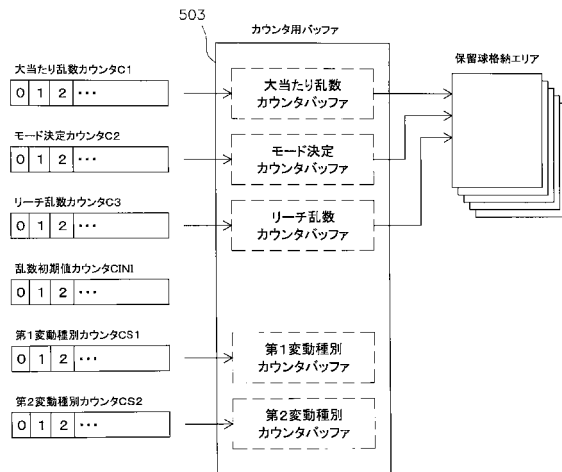 503
カウンタ用バッファ
保留球格納エリア
大当たり乱数カウンタC1
0 1 2 ・・・
大当たり乱数
カウンタバッファ
モード決定カウンタC2
0 1 2 ・・・
モード決定
カウンタバッファ
リーチ乱数カウンタC3
0 1 2 ・・・
リーチ乱数
カウンタバッファ
乱数初期値カウンタCINI
0 1 2 ・・・
第1変動種別カウンタCS1
0 1 2 ・・・
第1変動種別
カウンタバッファ
第2変動種別カウンタCS2
0 1 2 ・・・
第2変動種別
カウンタバッファ